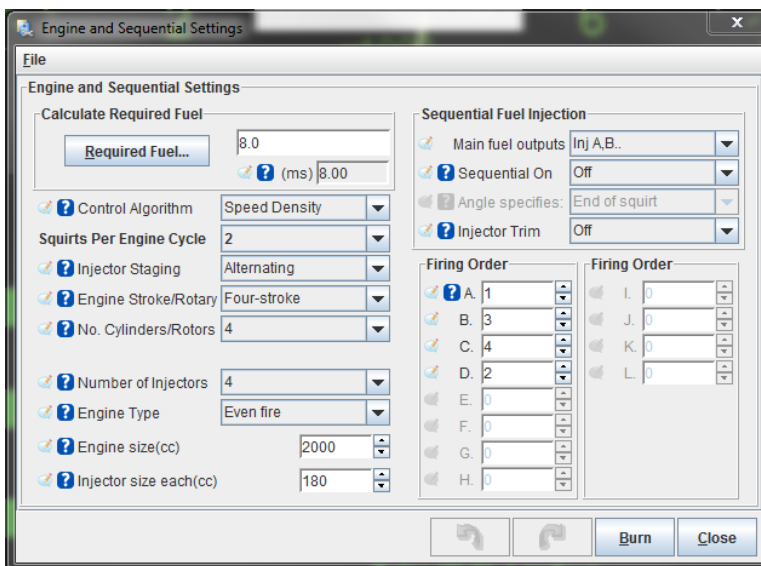 Engine and Sequential Settings
X
File
Engine and Sequential Settings
Calculate Required Fuel
Required Fuel...
8.0
? (ms) 8.00
? Control Algorithm Speed Density
Squirts Per Engine Cycle 2
? Injector Staging Alternating
? Engine Stroke/Rotary Four-stroke
? No. Cylinders/Rotors 4
? Number of Injectors 4
? Engine Type Even fire
? Engine size(cc) 2000
? Injector size each(cc) 180
Sequential Fuel Injection
Main fuel outputs Inj A,B..
? Sequential On Off
? Angle specifies: End of squirt
? Injector Trim Off
Firing Order
? A. 1
B. 3
C. 4
D. 2
E. 0
F. 0
G. 0
H. 0
Firing Order
I. 0
J. 0
K. 0
L. 0
Burn
Close